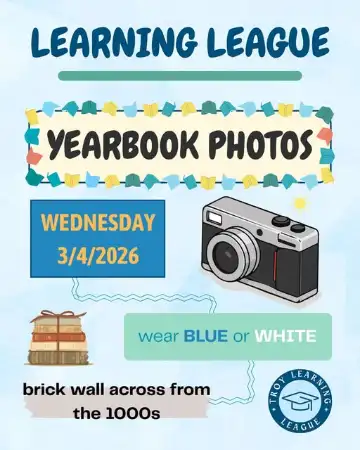 LEARNING LEAGUE
YEARBOOK PHOTOS
WEDNESDAY
3/4/2026
wear BLUE or WHITE
brick wall across from
the 1000s
TROY LEARNING
LEAGUE